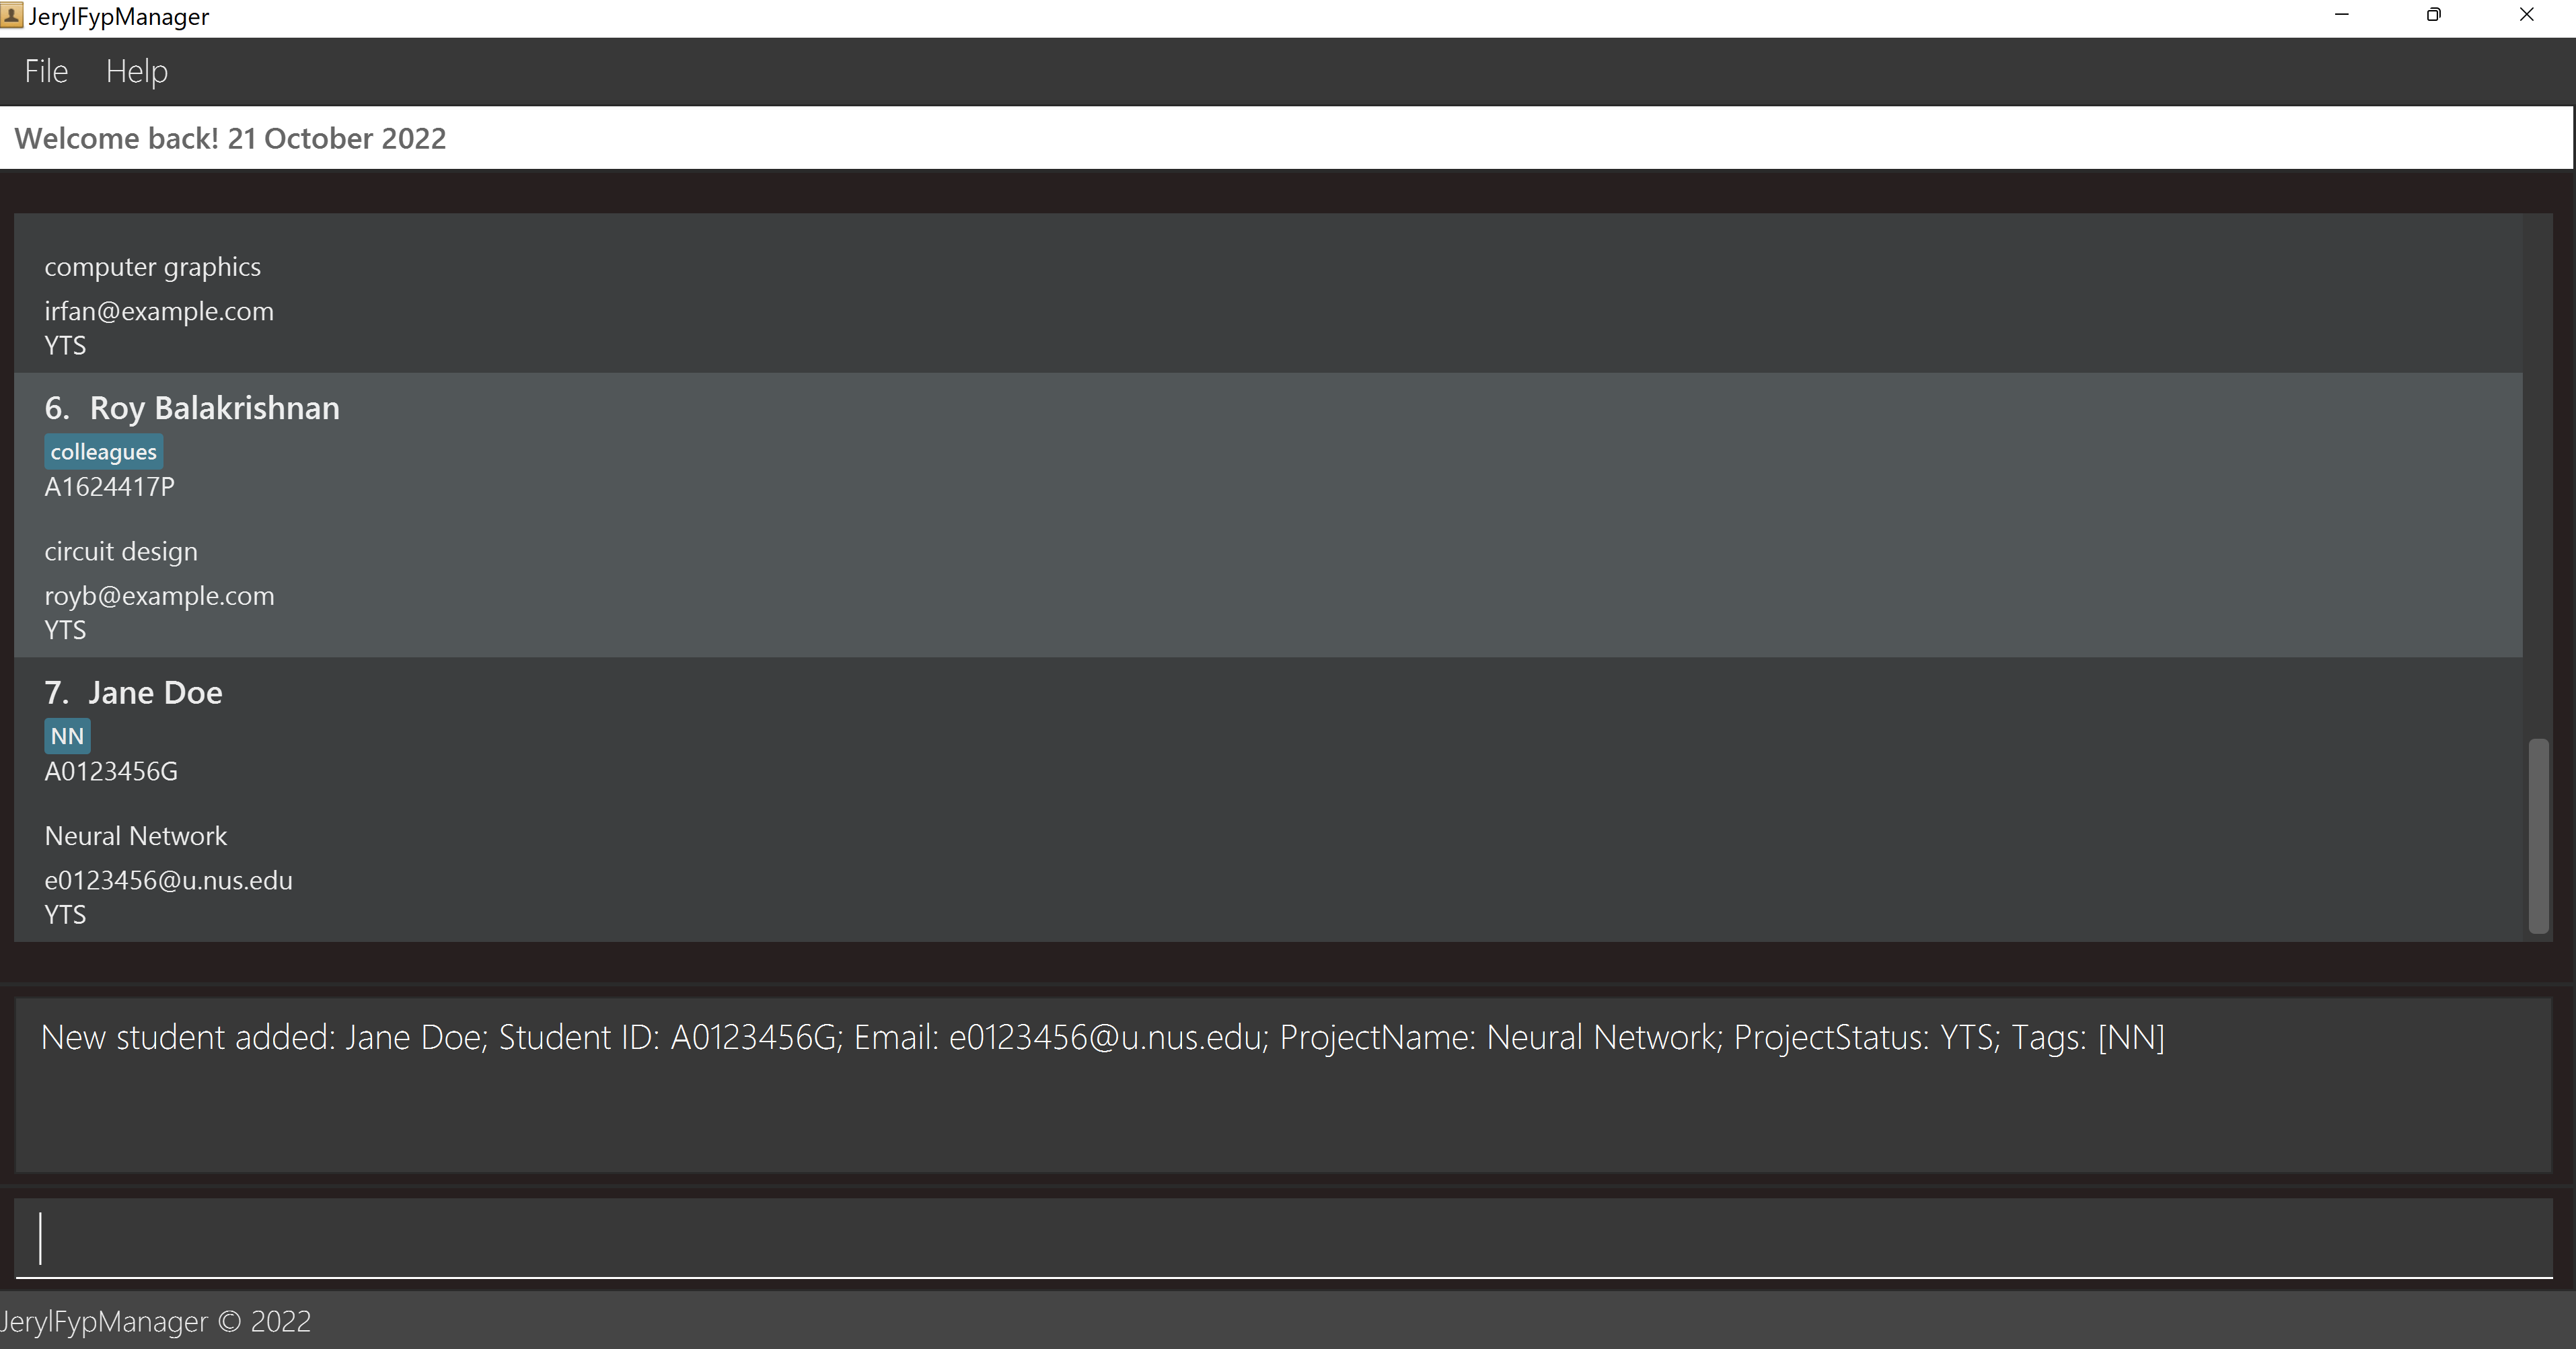 JerylFypManager
File Help
Welcome back! 21 October 2022
computer graphics
irfan@example.com
YTS
6. Roy Balakrishnan
colleagues
A1624417P
circuit design
royb@example.com
YTS
7. Jane Doe
NN
A0123456G
Neural Network
e0123456@u.nus.edu
YTS
New student added: Jane Doe; Student ID: A0123456G; Email: e0123456@u.nus.edu; ProjectName: Neural Network; ProjectStatus: YTS; Tags: [NN]
JerylFypManager © 2022